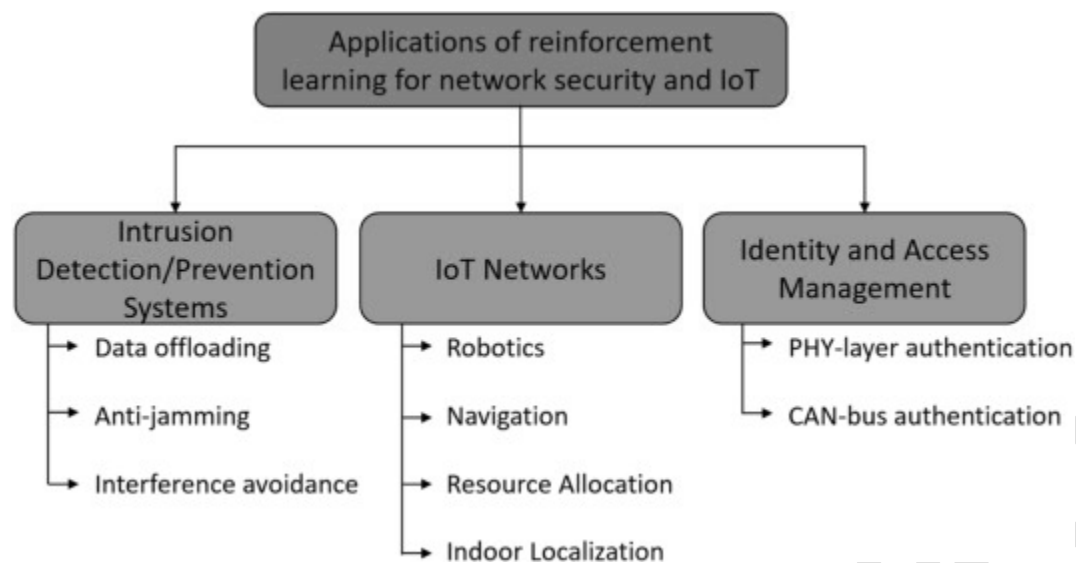 Applications of reinforcement
learning for network security and IoT
Intrusion
Detection/Prevention
Systems
Data offloading
Anti-jamming
Interference avoidance
IoT Networks
Robotics
Navigation
Resource Allocation
Indoor Localization
Identity and Access
Management
PHY-layer authentication
CAN-bus authentication